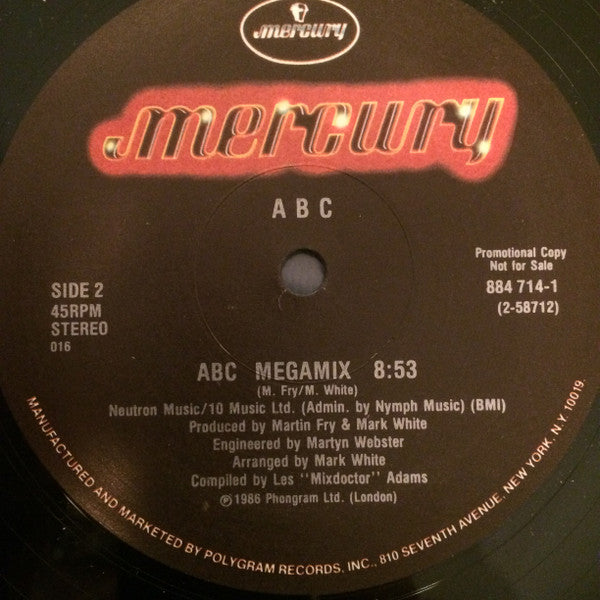 mercury
mercury
ABC
Promotional Copy
Not for Sale
884 714-1
(2-58712)
SIDE 2
45RPM
STEREO
016
ABC MEGAMIX 8:53
(M. Fry/M. White)
Neutron Music/10 Music Ltd. (Admin. by Nymph Music) (BMI)
Produced by Martin Fry & Mark White
Engineered by Martyn Webster
Arranged by Mark White
Compiled by Les "Mixdoctor" Adams
℗1986 Phongram Ltd. (London)
MANUFACTURED AND MARKETED BY POLYGRAM RECORDS, INC., 810 SEVENTH AVENUE, NEW YORK, N.Y. 10019